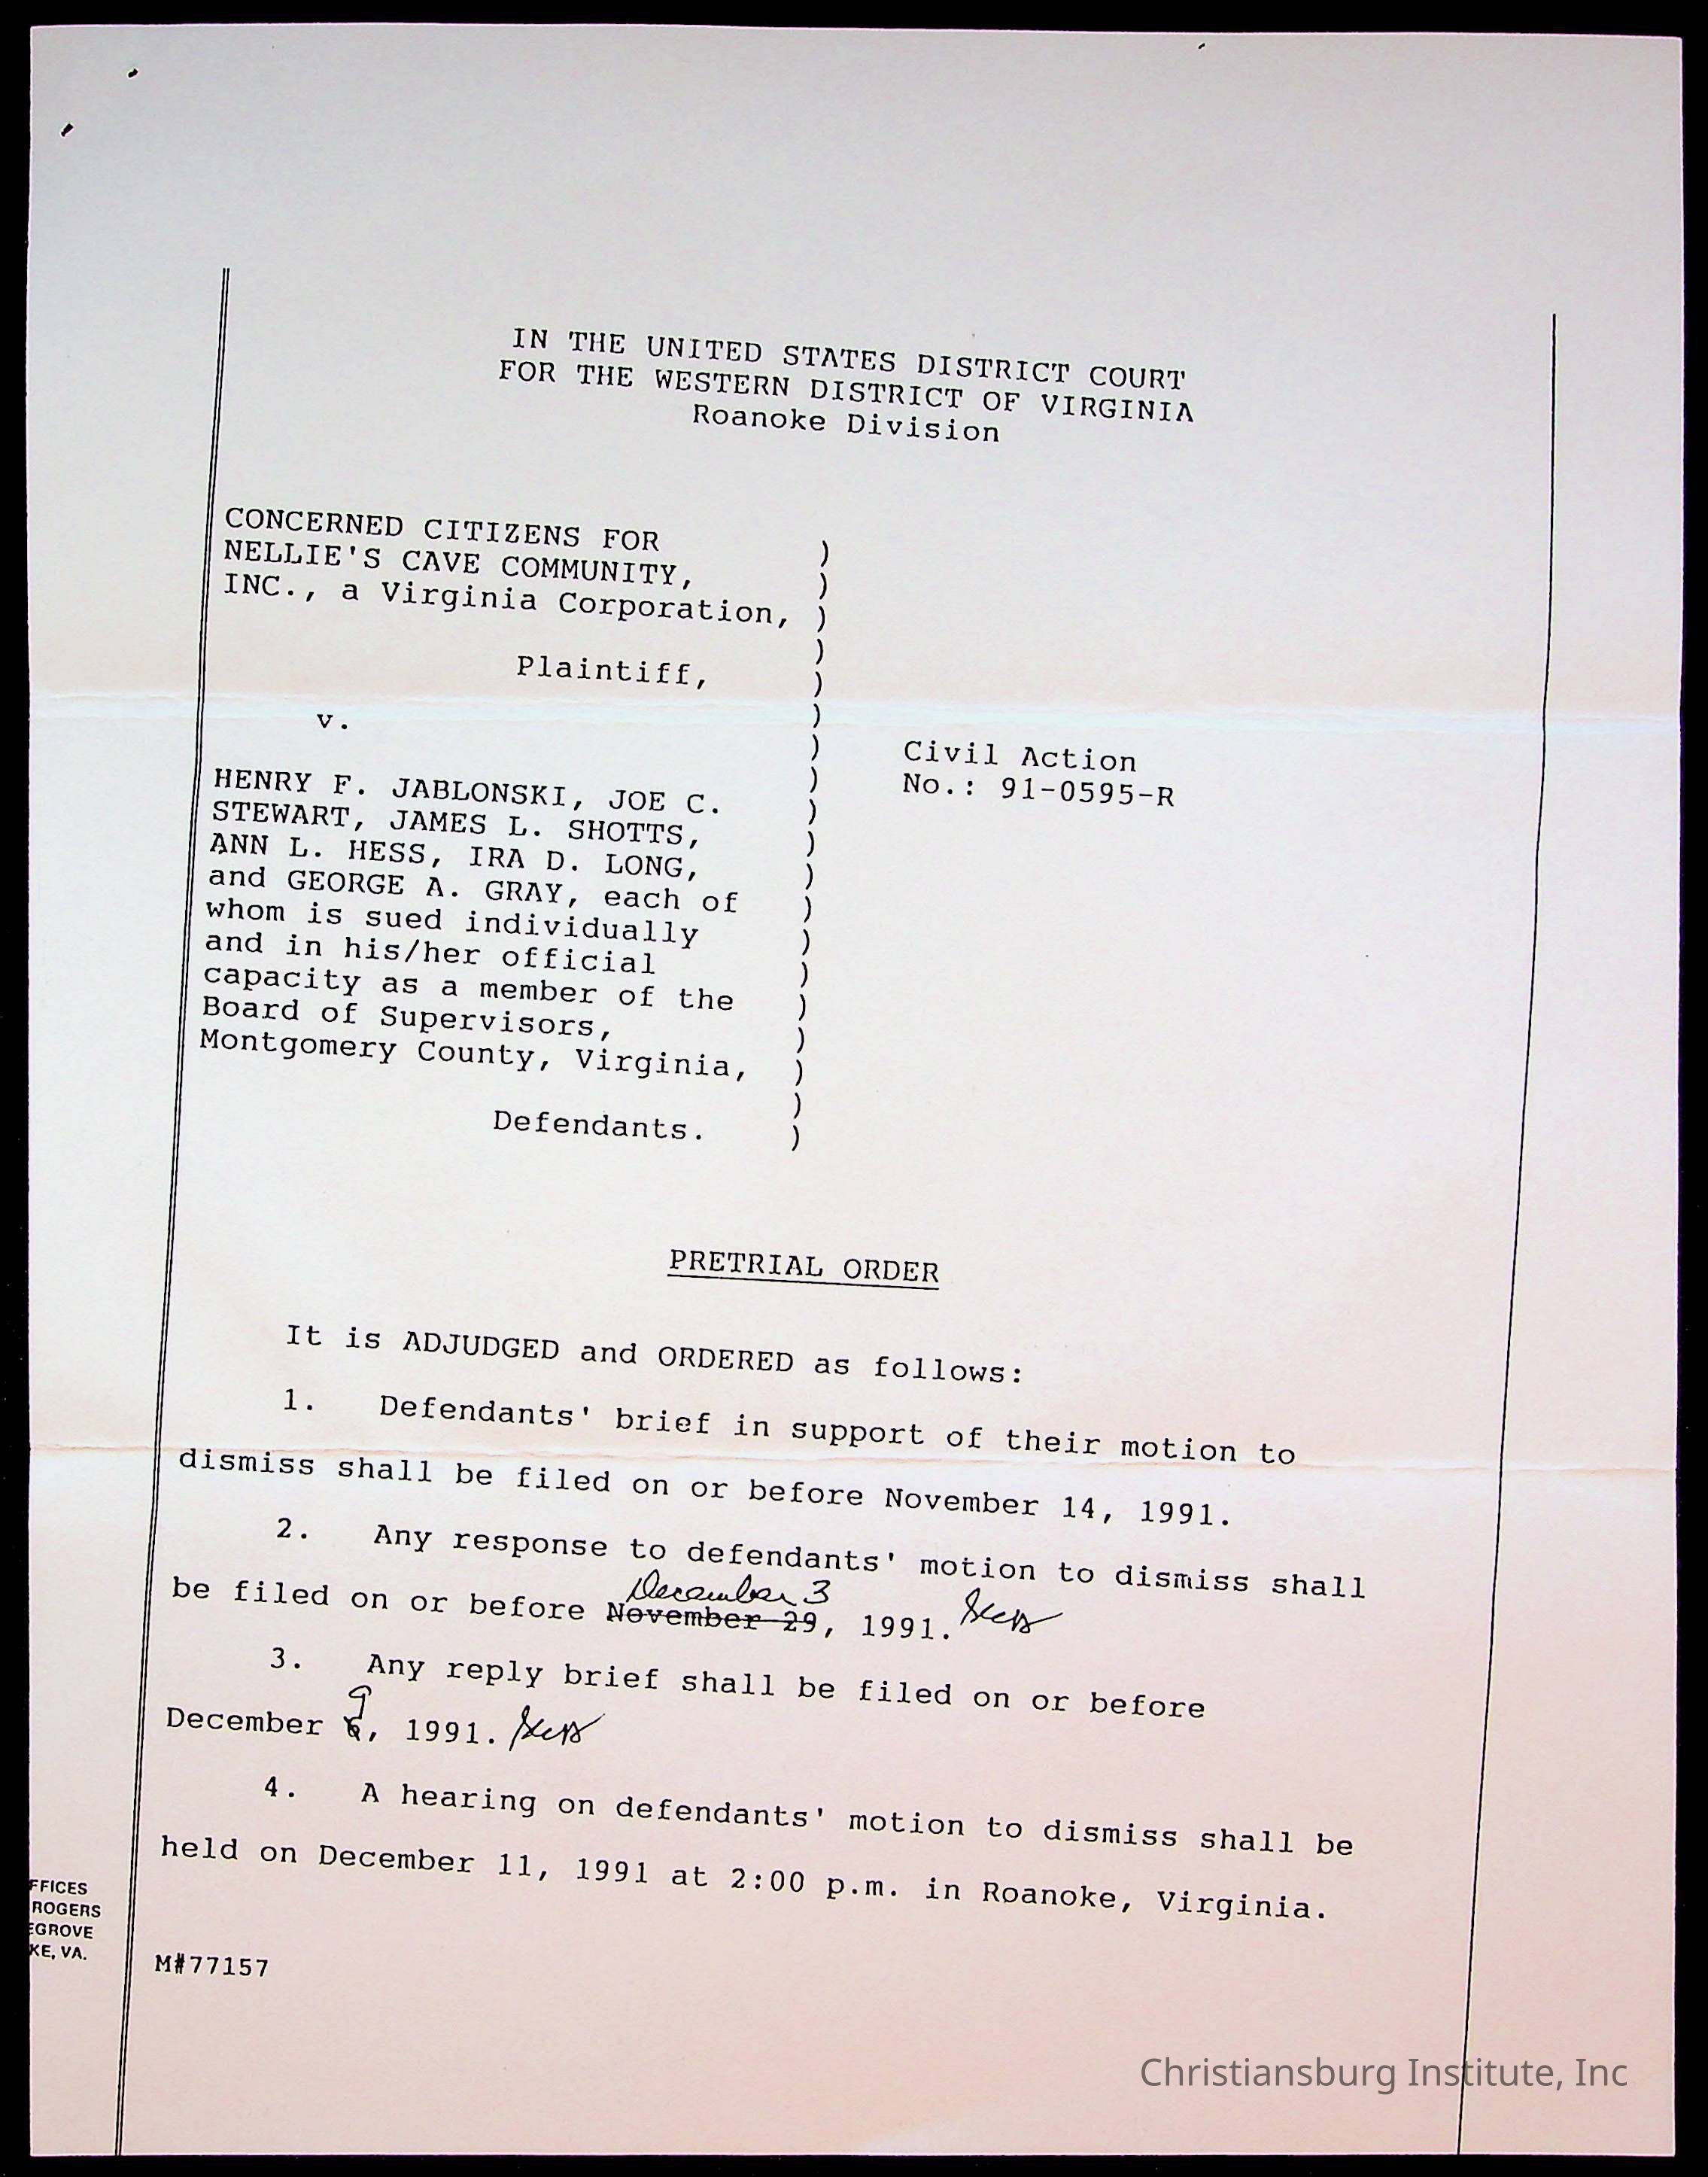 IN THE UNITED STATES DISTRICT COURT
FOR THE WESTERN DISTRICT OF VIRGINIA
Roanoke Division
CONCERNED CITIZENS FOR
NELLIE'S CAVE COMMUNITY,
INC., a Virginia Corporation,
Plaintiff,
v.
Civil Action
No.: 91-0595-R
HENRY F. JABLONSKI, JOE C.
STEWART, JAMES L. SHOTTS,
ANN L. HESS, IRA D. LONG,
and GEORGE A. GRAY, each of
whom is sued individually
and in his/her official
capacity as a member of the
Board of Supervisors,
Montgomery County, Virginia,
Defendants.
PRETRIAL ORDER
It is ADJUDGED and ORDERED as follows:
1. Defendants' brief in support of their motion to
dismiss shall be filed on or before November 14, 1991.
2. Any response to defendants' motion to dismiss shall
December 3
be filed on or before November 29, 1991.
3. Any reply brief shall be filed on or before
9
December 6, 1991.
4. A hearing on defendants' motion to dismiss shall be
held on December 11, 1991 at 2:00 p.m. in Roanoke, Virginia.
FFICES
ROGERS
EGROVE
KE, VA.
M#77157
Christiansburg Institute, Inc